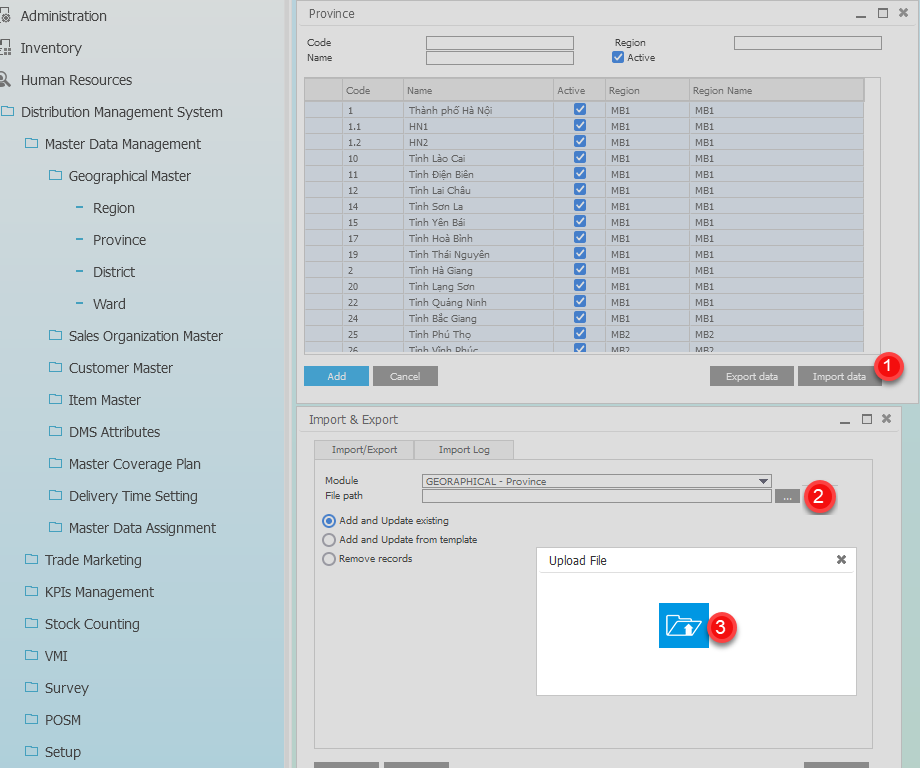 Administration
Inventory
Human Resources
Distribution Management System
Master Data Management
Geographical Master
Region
Province
District
Ward
Sales Organization Master
Customer Master
Item Master
DMS Attributes
Master Coverage Plan
Delivery Time Setting
Master Data Assignment
Trade Marketing
KPIs Management
Stock Counting
VMI
Survey
POSM
Setup
Province
Code Region
Name Active
Code Name Active Region Region Name
1 Thành phố Hà Nội MB1 MB1
1.1 HN1 MB1 MB1
1.2 HN2 MB1 MB1
10 Tỉnh Lào Cai MB1 MB1
11 Tỉnh Điện Biên MB1 MB1
12 Tỉnh Lai Châu MB1 MB1
14 Tỉnh Sơn La MB1 MB1
15 Tỉnh Yên Bái MB1 MB1
17 Tỉnh Hoà Bình MB1 MB1
19 Tỉnh Thái Nguyên MB1 MB1
2 Tỉnh Hà Giang MB1 MB1
20 Tỉnh Lạng Sơn MB1 MB1
22 Tỉnh Quảng Ninh MB1 MB1
24 Tỉnh Bắc Giang MB1 MB1
25 Tỉnh Phú Thọ MB2 MB2
26 Tỉnh Vĩnh Phúc MB2 MB2
Add Cancel Export data Import data 1
Import & Export
Import/Export Import Log
Module GEORAPHICAL - Province
File path ... 2
Add and Update existing
Add and Update from template
Remove records
Upload File
3